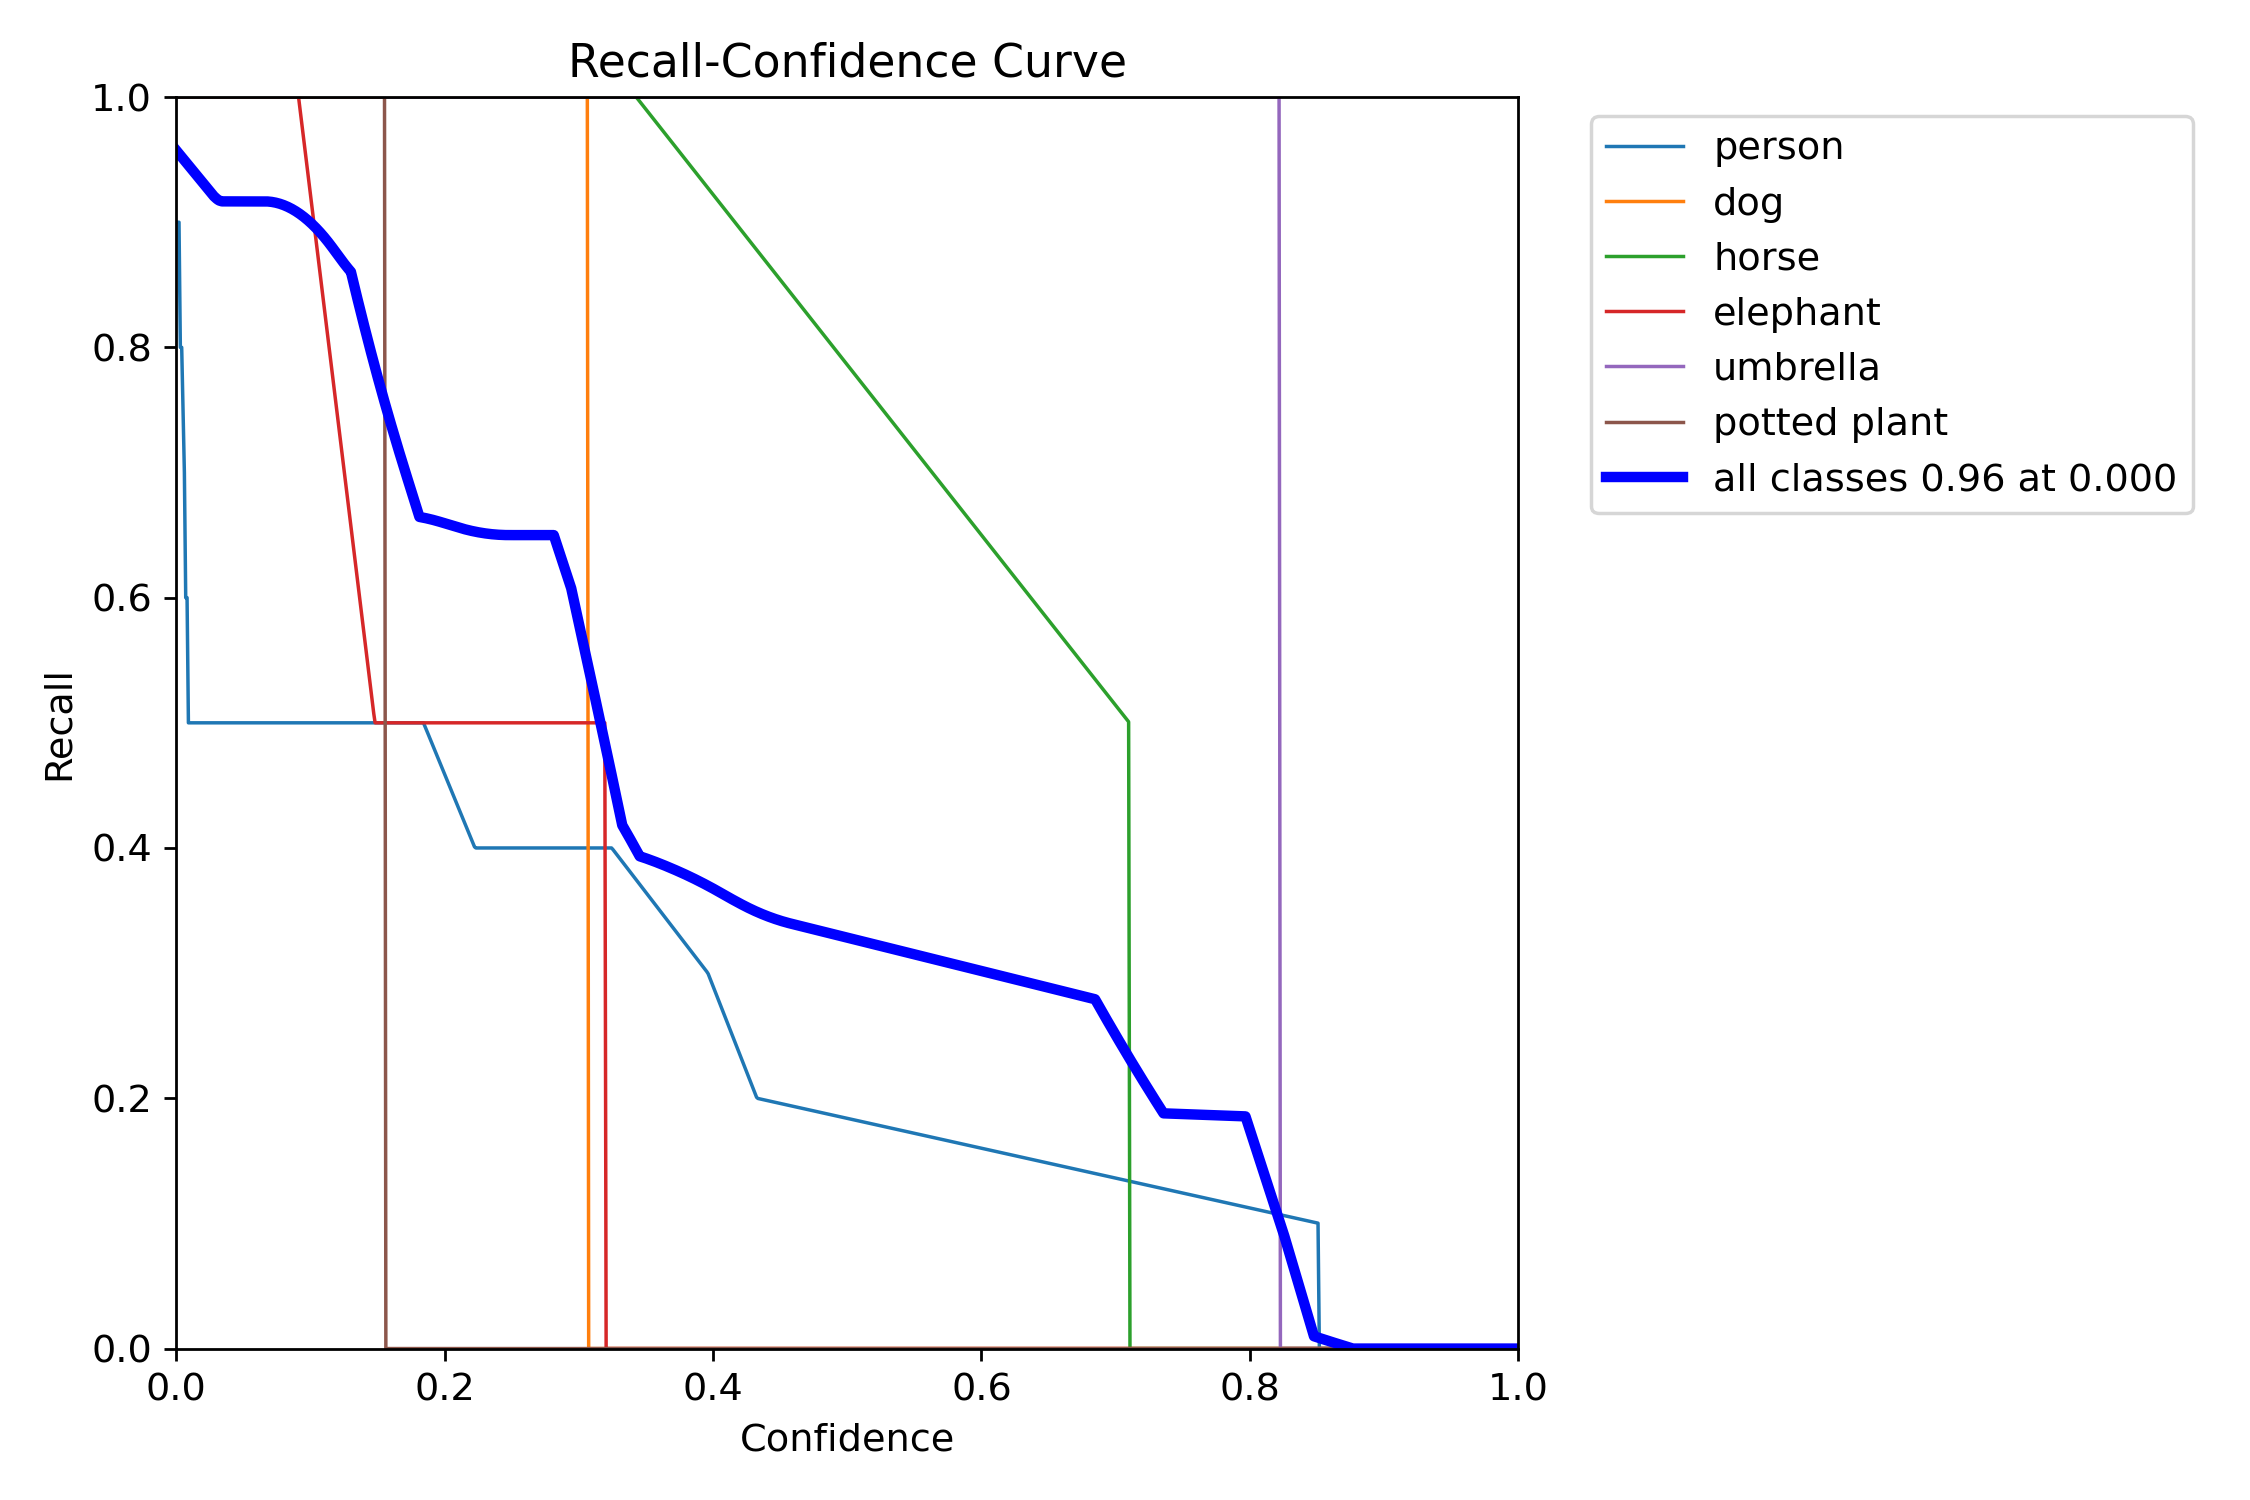 Recall-Confidence Curve
1.0
0.8
0.6
0.4
0.2
0.0
Recall
0.0 0.2 0.4 0.6 0.8 1.0
Confidence
person
dog
horse
elephant
umbrella
potted plant
all classes 0.96 at 0.000